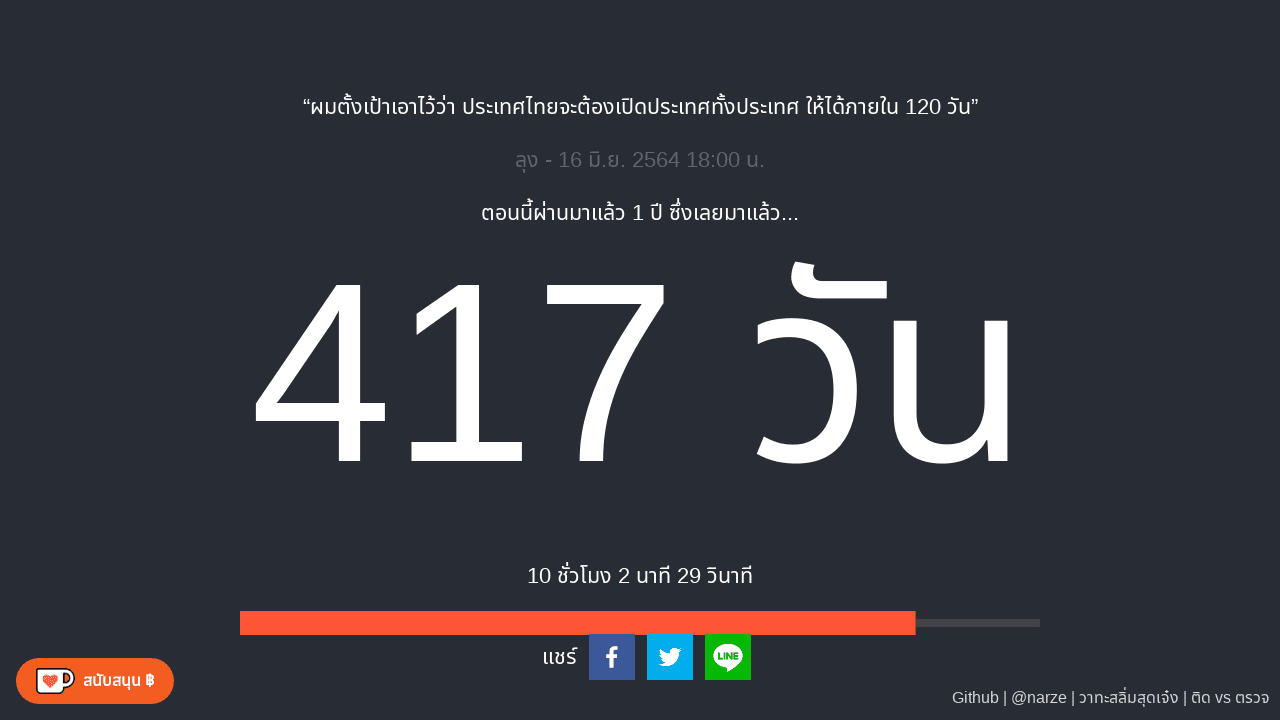 “ผมตั้งเป้าเอาไว้ว่า ประเทศไทยจะต้องเปิดประเทศทั้งประเทศ ให้ได้ภายใน 120 วัน”
ลุง - 16 มิ.ย. 2564 18:00 น.
ตอนนี้ผ่านมาแล้ว 1 ปี ซึ่งเลยมาแล้ว...
417 วัน
10 ชั่วโมง 2 นาที 29 วินาที
แชร์
LINE
สนับสนุน ฿
Github | @narze | วาทะสลิ่มสุดเจ๋ง | ติด vs ตรวจ